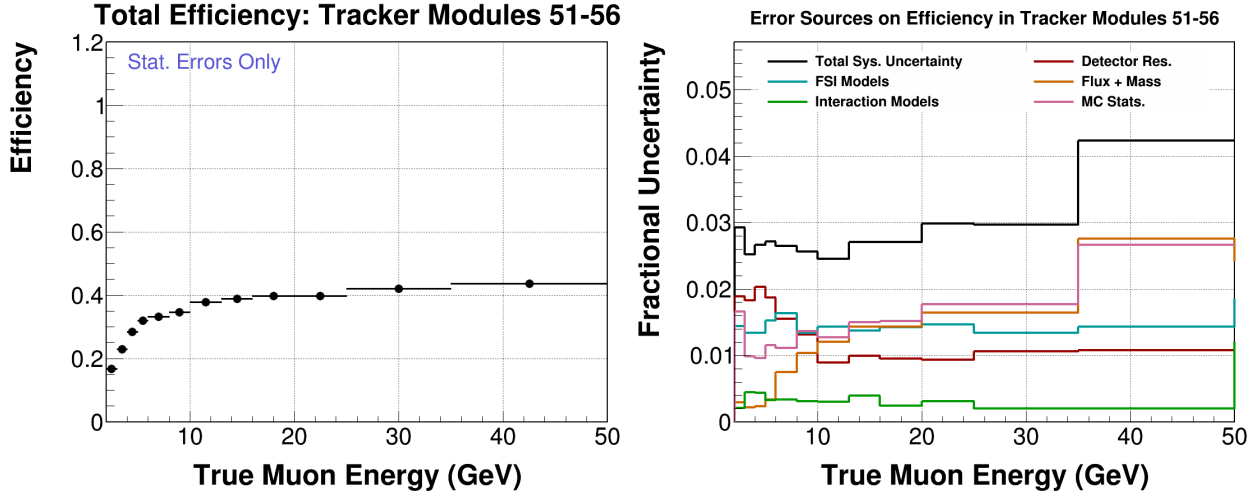 Total Efficiency: Tracker Modules 51-56
Stat. Errors Only
Efficiency
1.2
1
0.8
0.6
0.4
0.2
0
10
20
30
40
50
True Muon Energy (GeV)
Error Sources on Efficiency in Tracker Modules 51-56
Total Sys. Uncertainty
FSI Models
Interaction Models
Detector Res.
Flux + Mass
MC Stats.
Fractional Uncertainty
0.05
0.04
0.03
0.02
0.01
0
10
20
30
40
50
True Muon Energy (GeV)